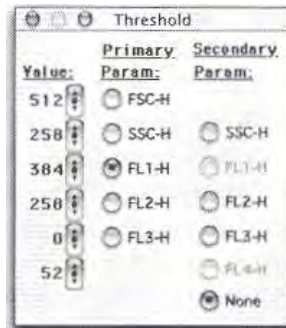 Threshold
Primary Secondary
Value: Param: Param:
512 FSC-H
258 SSC-H SSC-H
384 FL1-H FL1-H
258 FL2-H FL2-H
0 FL3-H FL3-H
52 FL4-H
None